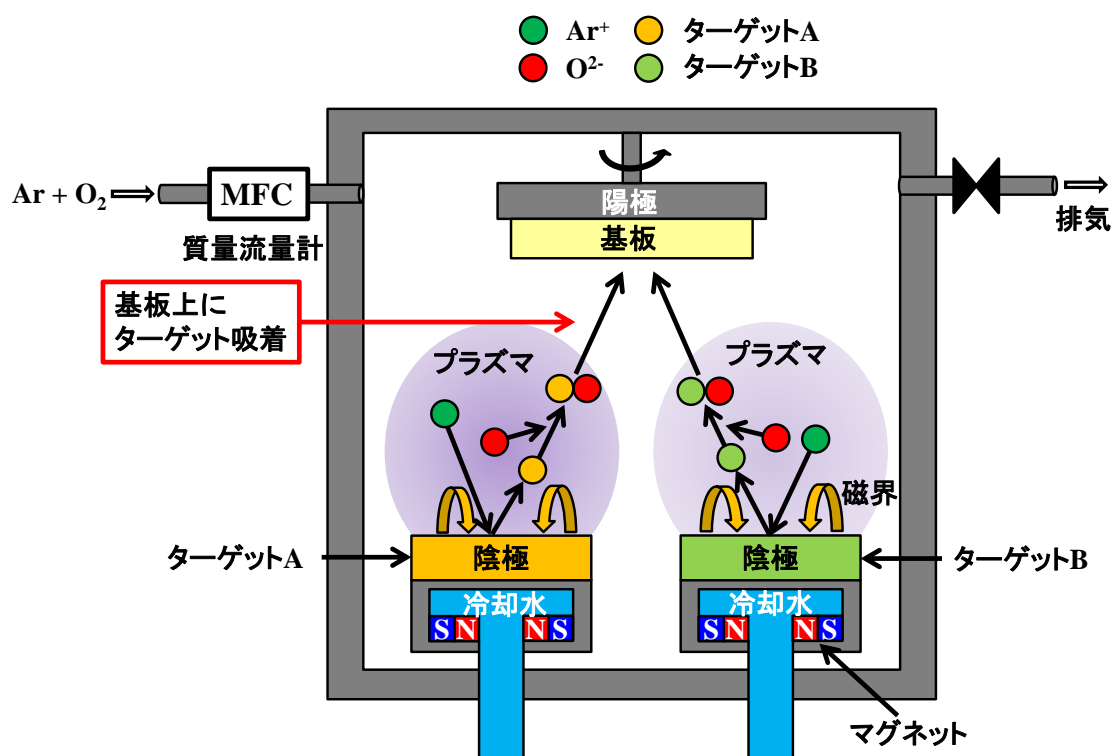 Ar⁺ ターゲットA
O²⁻ ターゲットB
Ar + O₂
MFC
質量流量計
陽極
基板
排気
基板上に
ターゲット吸着
プラズマ
プラズマ
磁界
ターゲットA
陰極
陰極
ターゲットB
冷却水
冷却水
S N N S
S N N S
マグネット